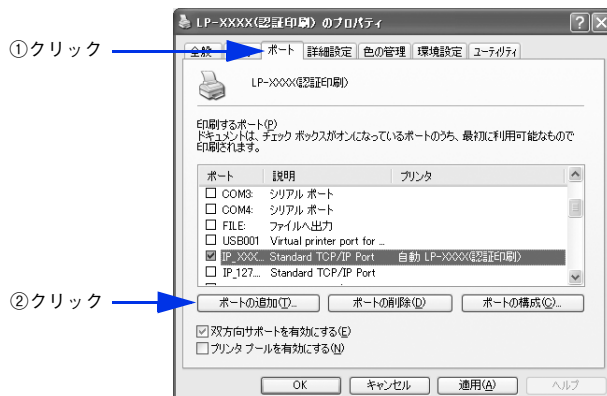 LP-XXXX(認証印刷) のプロパティ
①クリック
全般
ポート
詳細設定
色の管理
環境設定
ユーティリティ
LP-XXXX(認証印刷)
印刷するポート(P)
ドキュメントは、チェック ボックスがオンになっているポートのうち、最初に利用可能なもので
印刷されます。
ポート 説明 プリンタ
COM3: シリアル ポート
COM4: シリアル ポート
FILE: ファイルへ出力
USB001 Virtual printer port for ...
IP_XXX... Standard TCP/IP Port 自動 LP-XXXX(認証印刷)
IP_127... Standard TCP/IP Port
②クリック
ポートの追加(T)... ポートの削除(D) ポートの構成(C)...
双方向サポートを有効にする(E)
プリンタ プールを有効にする(N)
OK キャンセル 適用(A) ヘルプ